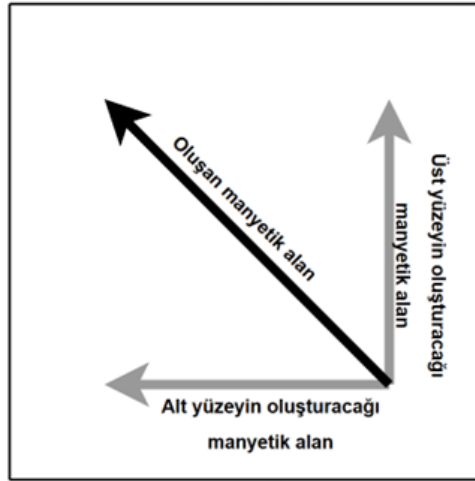 Oluşan manyetik alan
Üst yüzeyin oluşturacağı
manyetik alan
Alt yüzeyin oluşturacağı
manyetik alan